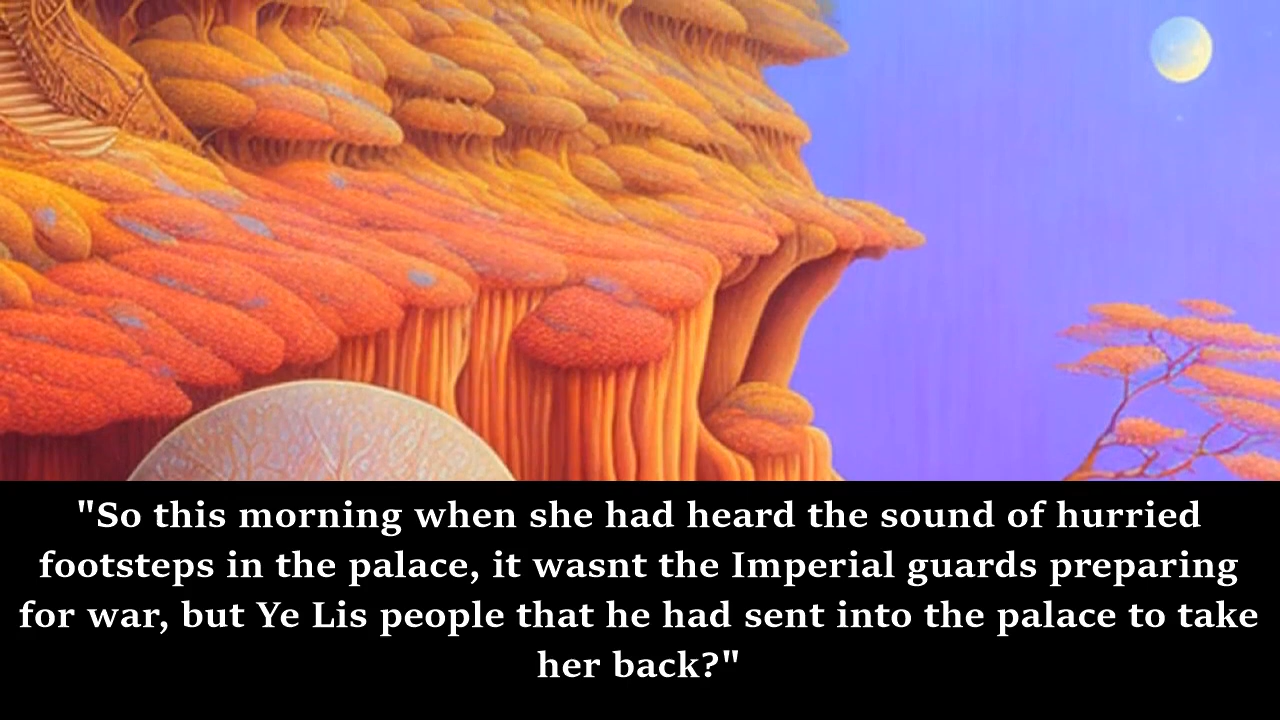 "So this morning when she had heard the sound of hurried
footsteps in the palace, it wasnt the Imperial guards preparing
for war, but Ye Lis people that he had sent into the palace to take
her back?"